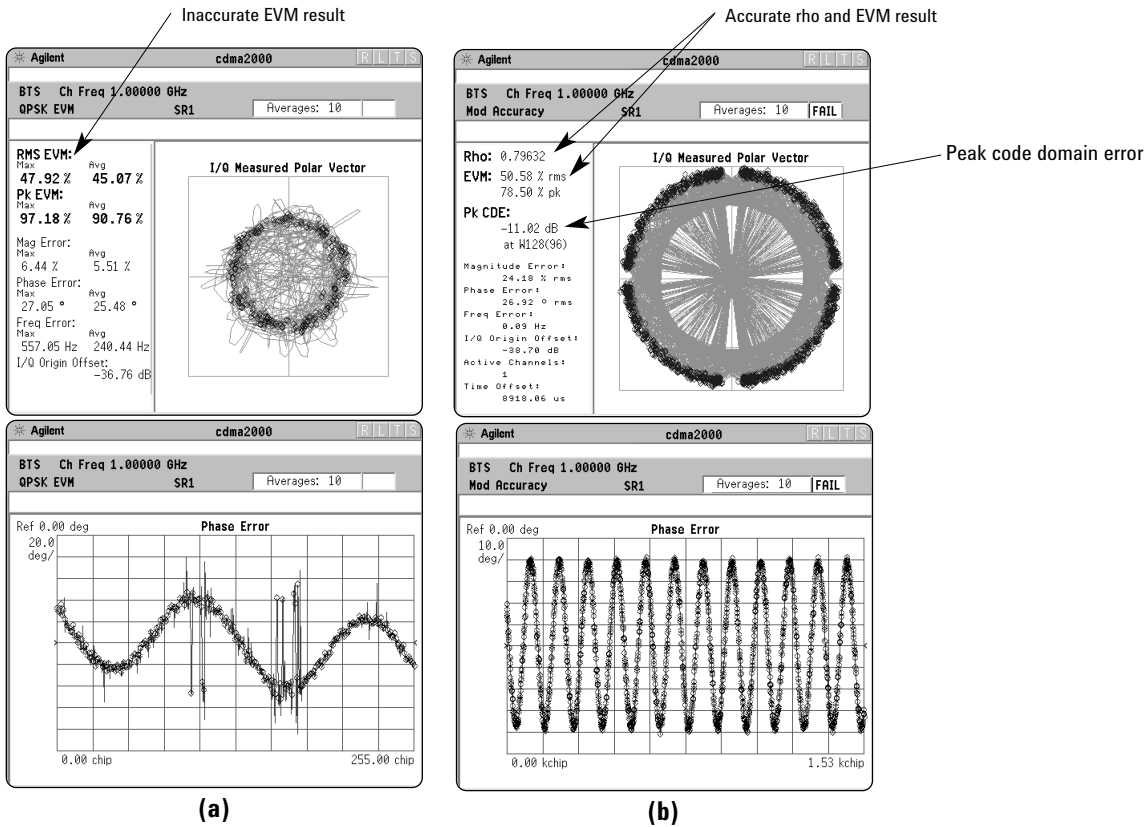 Inaccurate EVM result
Accurate rho and EVM result
Agilent cdma2000 R L T S
BTS Ch Freq 1.00000 GHz
QPSK EVM SR1 Averages: 10
RMS EVM:
Max Avg
47.92 % 45.07 %
Pk EVM:
Max Avg
97.18 % 90.76 %
Mag Error:
Max Avg
6.44 % 5.51 %
Phase Error:
Max Avg
27.05 ° 25.48 °
Freq Error:
Max Avg
557.05 Hz 240.44 Hz
I/Q Origin Offset:
-36.76 dB
I/Q Measured Polar Vector
Agilent cdma2000 R L T S
BTS Ch Freq 1.00000 GHz
Mod Accuracy SR1 Averages: 10 FAIL
Rho: 0.79632
EVM: 50.58 % rms
78.50 % pk
Pk CDE:
-11.02 dB
at W128(96)
Magnitude Error:
24.18 % rms
Phase Error:
26.92 ° rms
Freq Error:
0.09 Hz
I/Q Origin Offset:
-38.70 dB
Active Channels:
1
Time Offset:
8918.06 us
I/Q Measured Polar Vector
Peak code domain error
Agilent cdma2000 R L T S
BTS Ch Freq 1.00000 GHz
QPSK EVM SR1 Averages: 10
Ref 0.00 deg Phase Error
20.0
deg/
0.00 chip 255.00 chip
(a)
Agilent cdma2000 R L T S
BTS Ch Freq 1.00000 GHz
Mod Accuracy SR1 Averages: 10 FAIL
Ref 0.00 deg Phase Error
10.0
deg/
0.00 kchip 1.53 kchip
(b)